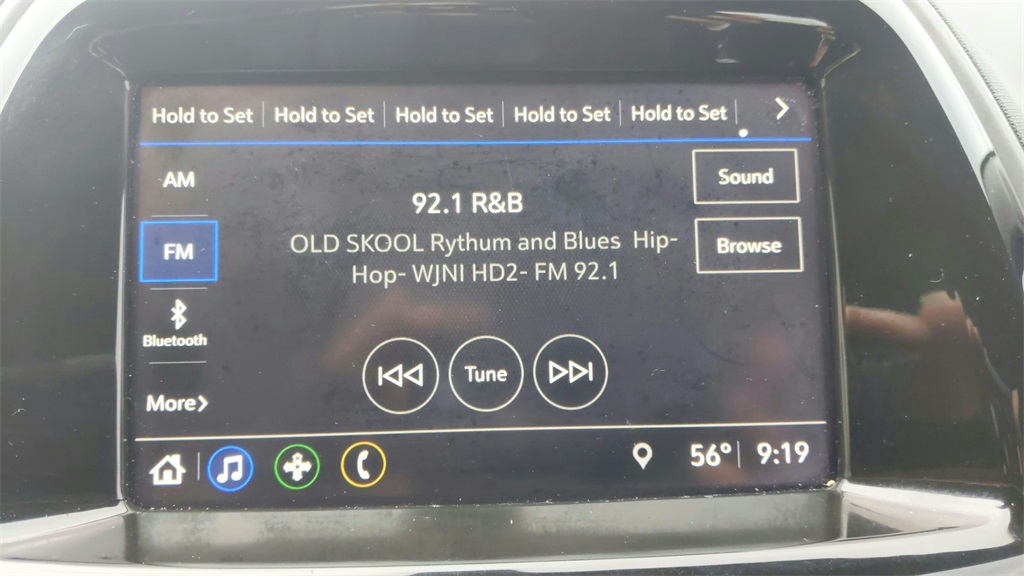 Hold to Set Hold to Set Hold to Set Hold to Set Hold to Set
AM
Sound
92.1 R&B
FM
OLD SKOOL Rythum and Blues Hip-
Browse
Hop- WJNI HD2- FM 92.1
Bluetooth
Tune
More
56° 9:19